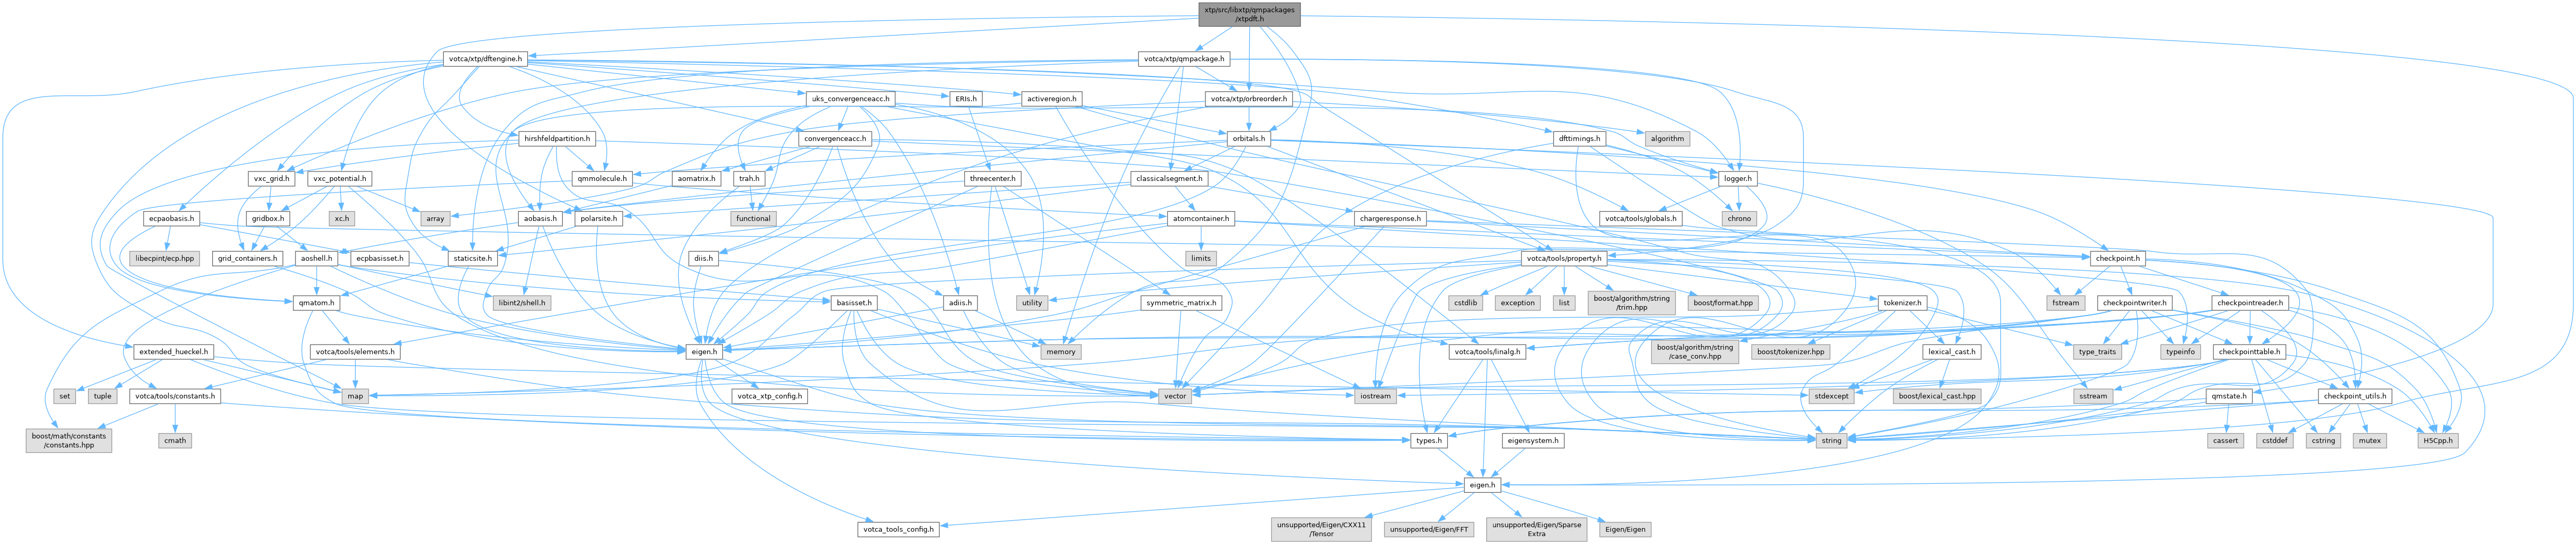 xtp/src/libxtp/qmpackages
/xtpdft.h
votca/xtp/dftengine.h
votca/xtp/qmpackage.h
uks_convergenceacc.h
ERIs.h
activeregion.h
votca/xtp/orbreorder.h
hirshfeldpartition.h
convergenceacc.h
orbitals.h
dfttimings.h
algorithm
vxc_grid.h
vxc_potential.h
qmmolecule.h
aomatrix.h
trah.h
threecenter.h
classicalsegment.h
logger.h
ecpaobasis.h
gridbox.h
xc.h
array
aobasis.h
polarsite.h
functional
atomcontainer.h
chargeresponse.h
votca/tools/globals.h
chrono
libecpint/ecp.hpp
grid_containers.h
aoshell.h
ecpbasisset.h
staticsite.h
diis.h
limits
votca/tools/property.h
checkpoint.h
qmatom.h
libint2/shell.h
basisset.h
adiis.h
utility
symmetric_matrix.h
cstdlib
exception
list
boost/algorithm/string
/trim.hpp
boost/format.hpp
tokenizer.h
fstream
checkpointwriter.h
checkpointreader.h
extended_hueckel.h
votca/tools/elements.h
eigen.h
memory
votca/tools/linalg.h
boost/algorithm/string
/case_conv.hpp
boost/tokenizer.hpp
lexical_cast.h
type_traits
typeinfo
checkpointtable.h
set
tuple
votca/tools/constants.h
map
votca_xtp_config.h
vector
iostream
stdexcept
boost/lexical_cast.hpp
sstream
qmstate.h
checkpoint_utils.h
boost/math/constants
/constants.hpp
cmath
types.h
eigensystem.h
string
cassert
cstddef
cstring
mutex
H5Cpp.h
eigen.h
votca_tools_config.h
unsupported/Eigen/CXX11
/Tensor
unsupported/Eigen/FFT
unsupported/Eigen/Sparse
Extra
Eigen/Eigen